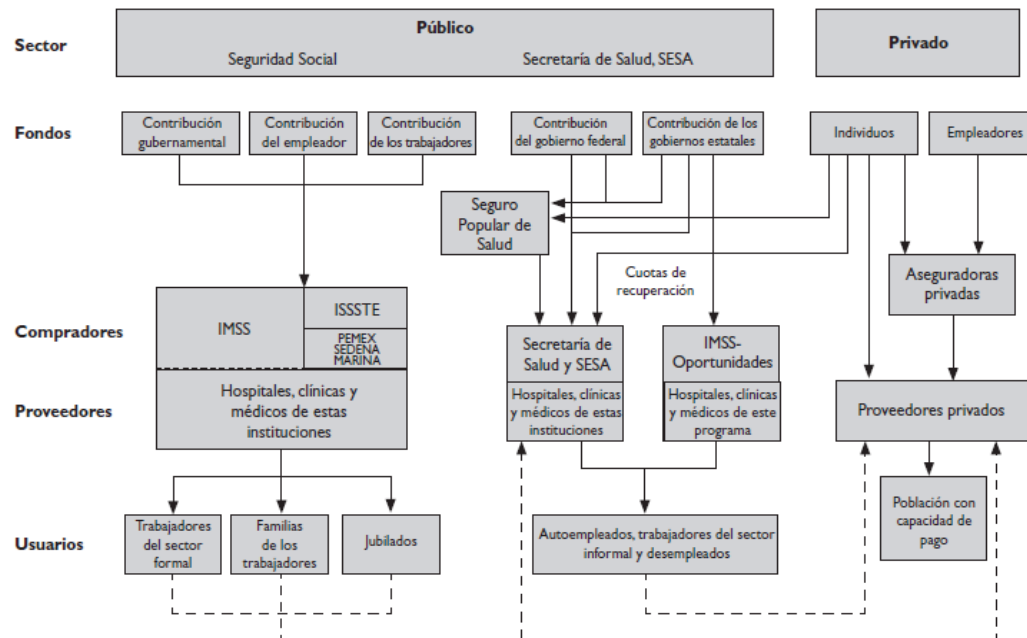 Sector
Público
Seguridad Social
Secretaría de Salud, SESA
Privado
Fondos
Contribución
gubernamental
Contribución
del empleador
Contribución
de los trabajadores
Contribución
del gobierno federal
Contribución de los
gobiernos estatales
Individuos
Empleadores
Seguro
Popular de
Salud
Cuotas de
recuperación
Aseguradoras
privadas
Compradores
IMSS
ISSSTE
PEMEX
SEDENA
MARINA
Secretaría de
Salud y SESA
IMSS-
Oportunidades
Proveedores
Hospitales, clínicas y
médicos de estas
instituciones
Hospitales, clínicas
y médicos de estas
instituciones
Hospitales, clínicas
y médicos de este
programa
Proveedores privados
Usuarios
Trabajadores
del sector
formal
Familias
de los
trabajadores
Jubilados
Autoempleados, trabajadores del sector
informal y desempleados
Población con
capacidad de
pago